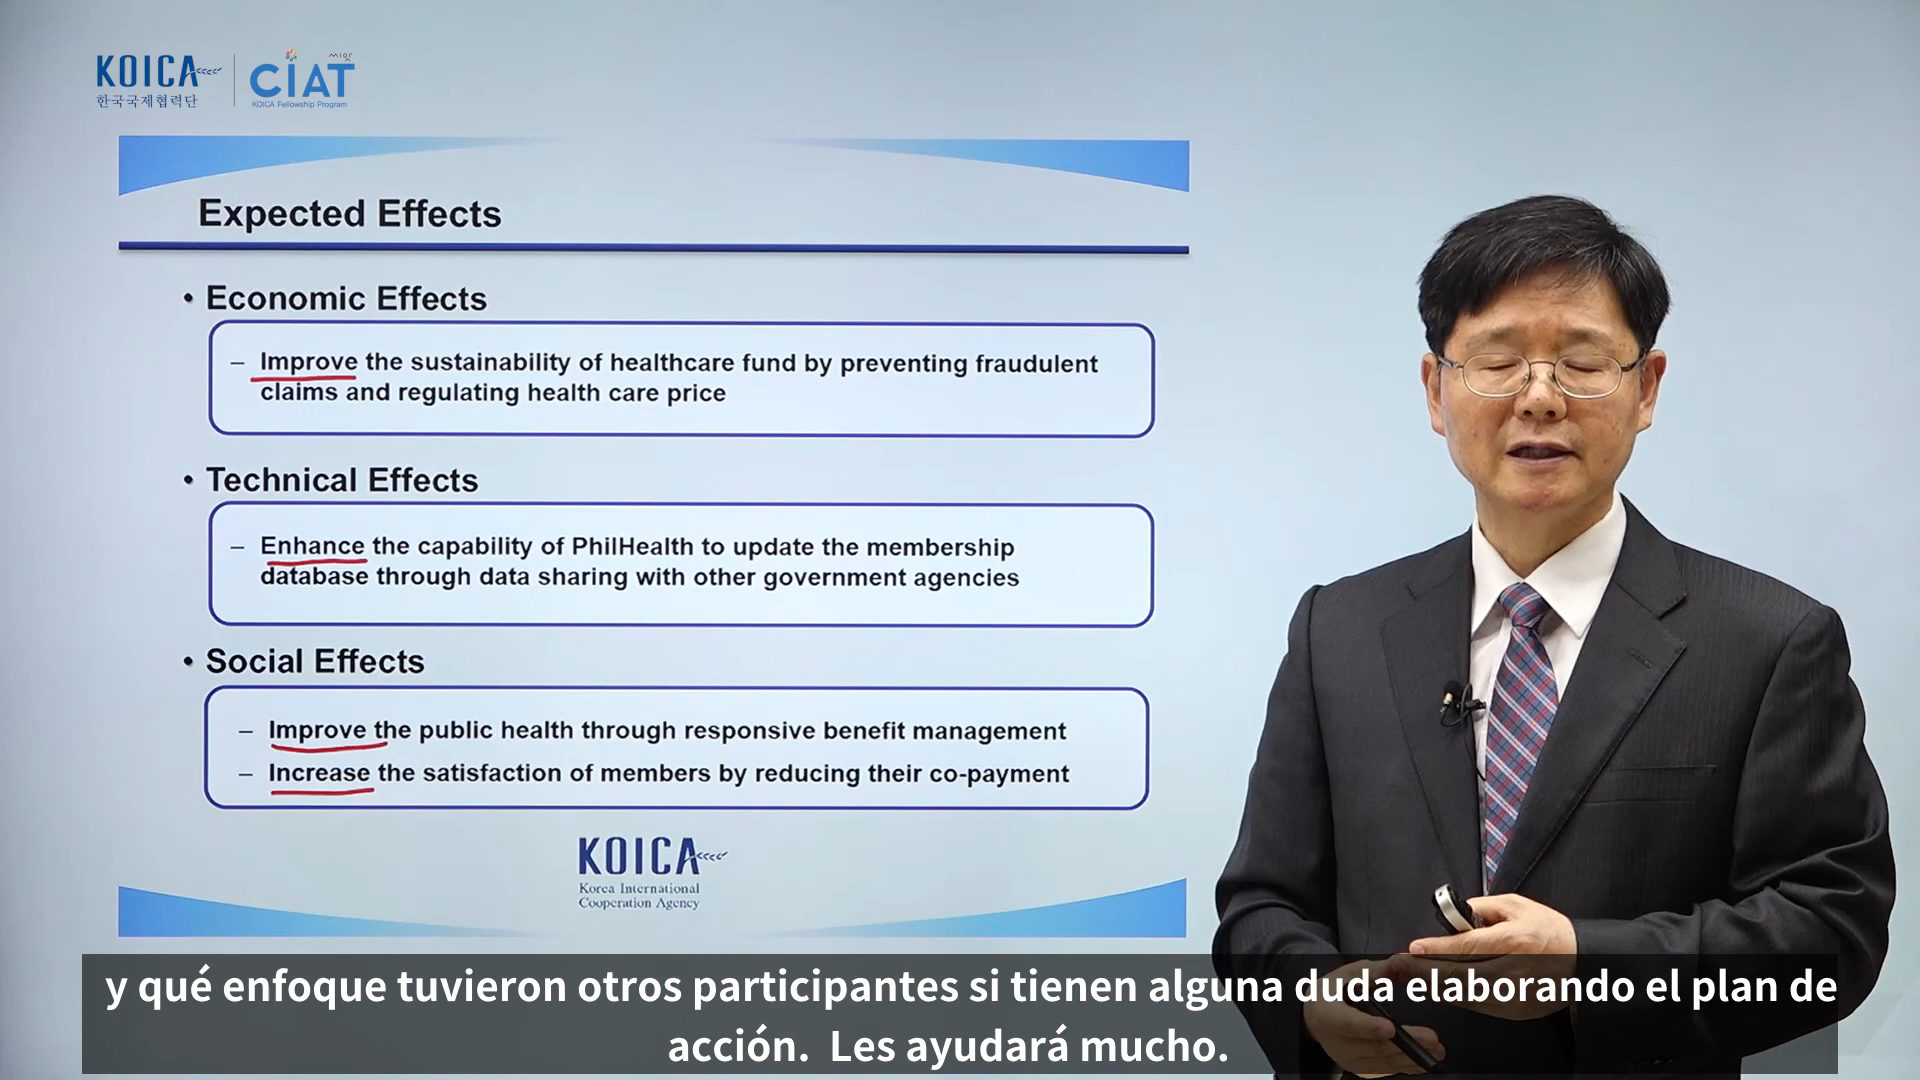 KOICA
한국국제협력단
CIAT
KOICA Fellowship Program
Expected Effects
• Economic Effects
– Improve the sustainability of healthcare fund by preventing fraudulent
claims and regulating health care price
• Technical Effects
– Enhance the capability of PhilHealth to update the membership
database through data sharing with other government agencies
• Social Effects
– Improve the public health through responsive benefit management
– Increase the satisfaction of members by reducing their co-payment
KOICA
Korea International
Cooperation Agency
y qué enfoque tuvieron otros participantes si tienen alguna duda elaborando el plan de
acción. Les ayudará mucho.